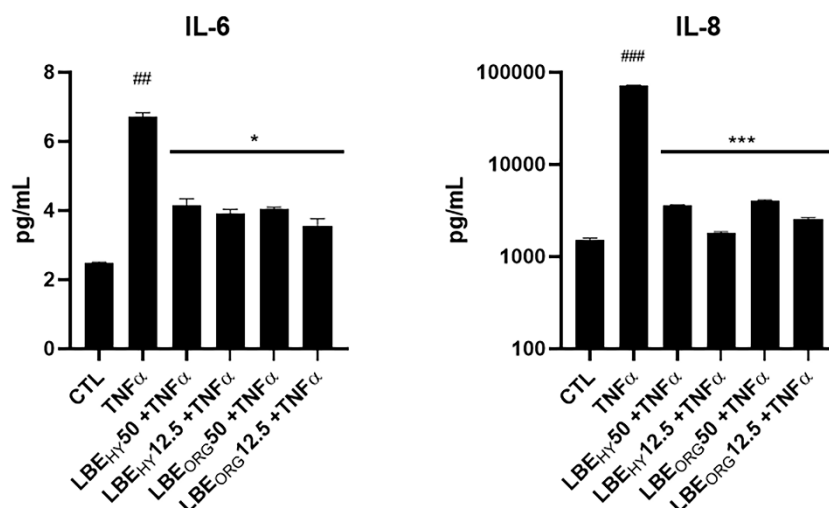 IL-6
##
8
6
4
2
0
pg/mL
*
CTL
TNFα
LBEHY50 +TNFα
LBEHY12.5 +TNFα
LBEORG50 +TNFα
LBEORG12.5 +TNFα
IL-8
###
100000
10000
1000
100
pg/mL
***
CTL
TNFα
LBEHY50 +TNFα
LBEHY12.5 +TNFα
LBEORG50 +TNFα
LBEORG12.5 +TNFα